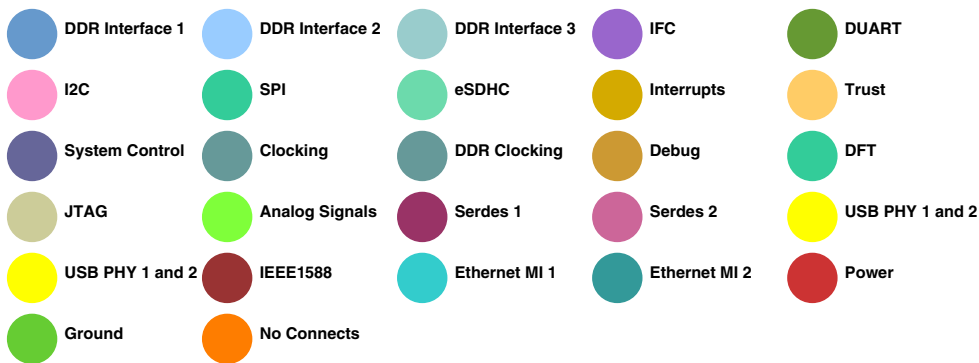 DDR Interface 1
DDR Interface 2
DDR Interface 3
IFC
DUART
I2C
SPI
eSDHC
Interrupts
Trust
System Control
Clocking
DDR Clocking
Debug
DFT
JTAG
Analog Signals
Serdes 1
Serdes 2
USB PHY 1 and 2
USB PHY 1 and 2
IEEE1588
Ethernet MI 1
Ethernet MI 2
Power
Ground
No Connects